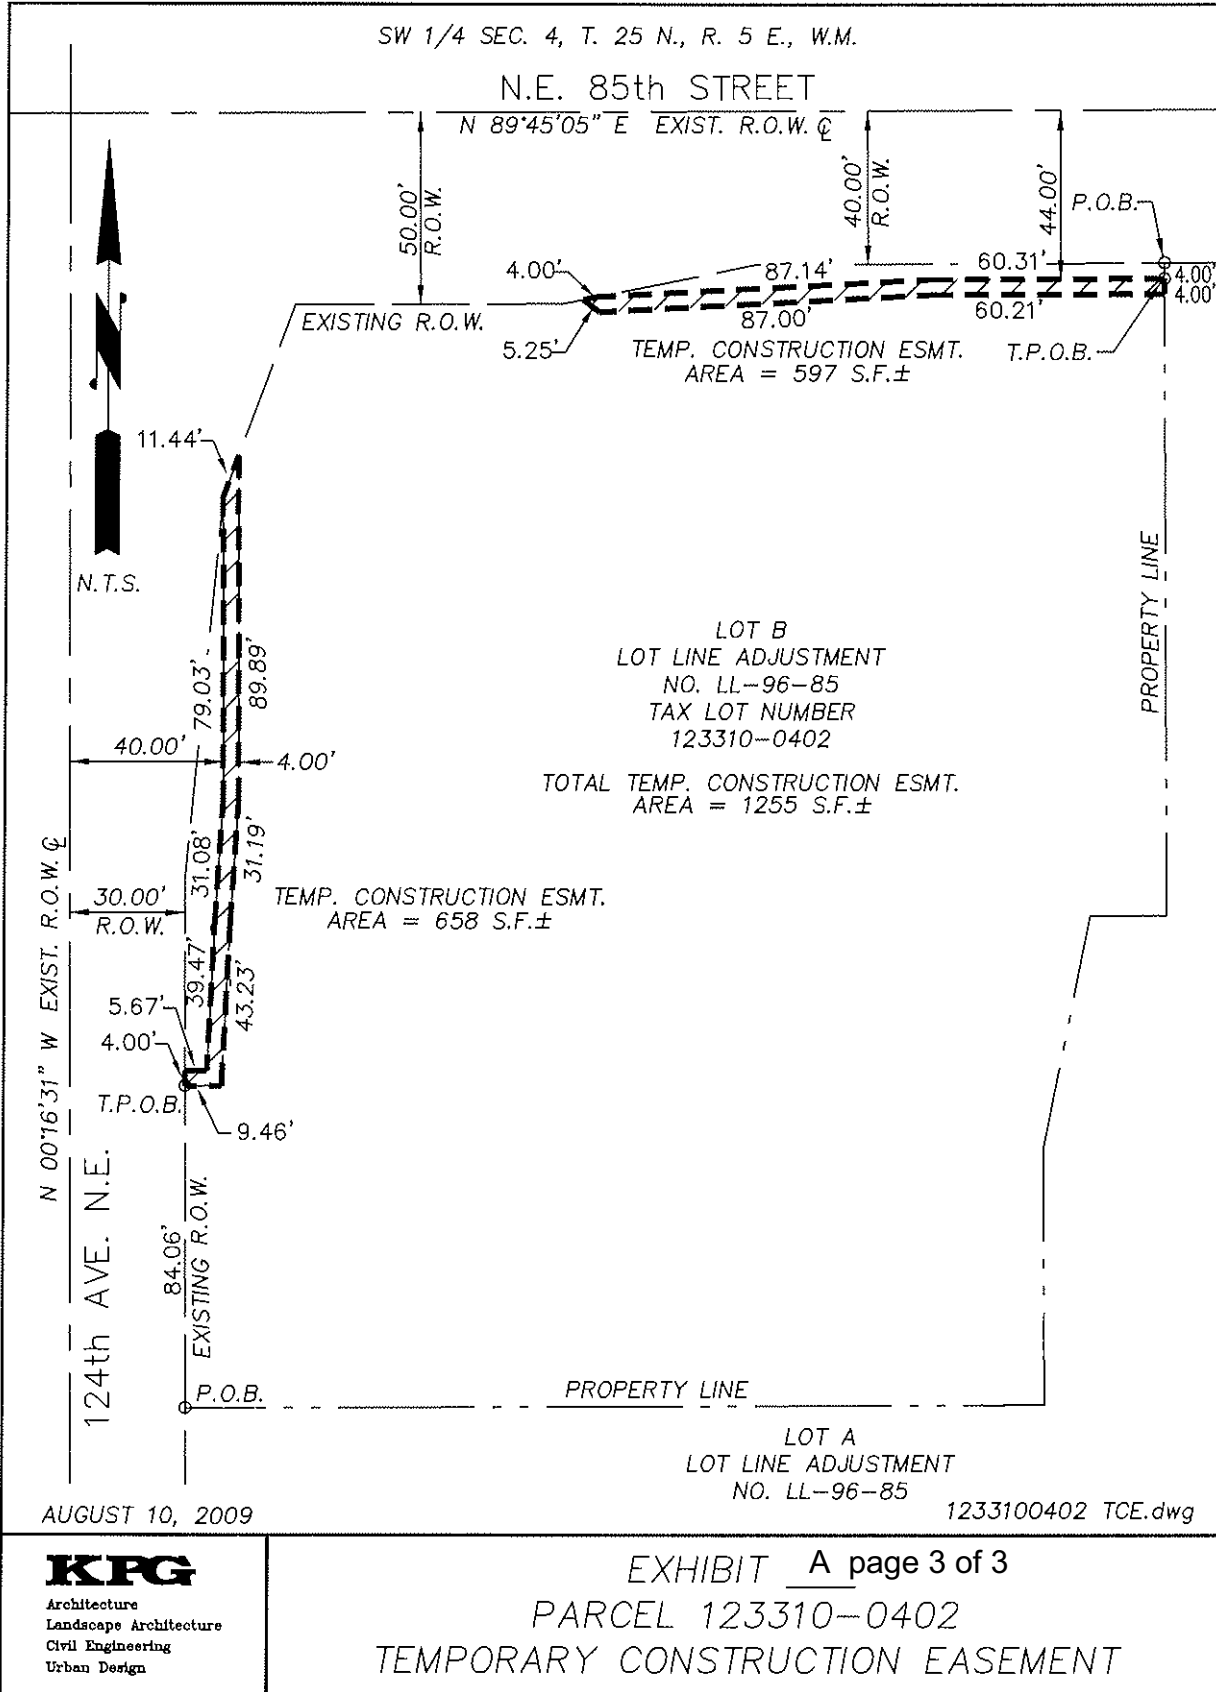 SW 1/4 SEC. 4, T. 25 N., R. 5 E., W.M.
N.E. 85th STREET
N 89°45'05" E EXIST. R.O.W. ℄
50.00'
R.O.W.
40.00'
R.O.W.
44.00'
P.O.B.
4.00'
87.14'
60.31'
4.00'
4.00'
EXISTING R.O.W.
87.00'
60.21'
5.25'
TEMP. CONSTRUCTION ESMT.
AREA = 597 S.F.±
T.P.O.B.
11.44'
N
N.T.S.
PROPERTY LINE
LOT B
LOT LINE ADJUSTMENT
NO. LL-96-85
TAX LOT NUMBER
123310-0402
79.03'
89.89'
40.00'
4.00'
TOTAL TEMP. CONSTRUCTION ESMT.
AREA = 1255 S.F.±
31.08'
31.19'
30.00'
R.O.W.
TEMP. CONSTRUCTION ESMT.
AREA = 658 S.F.±
N 00°16'31" W EXIST. R.O.W. ℄
39.47'
43.23'
5.67'
4.00'
T.P.O.B.
9.46'
124th AVE. N.E.
84.06'
EXISTING R.O.W.
P.O.B.
PROPERTY LINE
LOT A
LOT LINE ADJUSTMENT
NO. LL-96-85
AUGUST 10, 2009
1233100402 TCE.dwg
KPG
Architecture
Landscape Architecture
Civil Engineering
Urban Design
EXHIBIT A page 3 of 3
PARCEL 123310-0402
TEMPORARY CONSTRUCTION EASEMENT